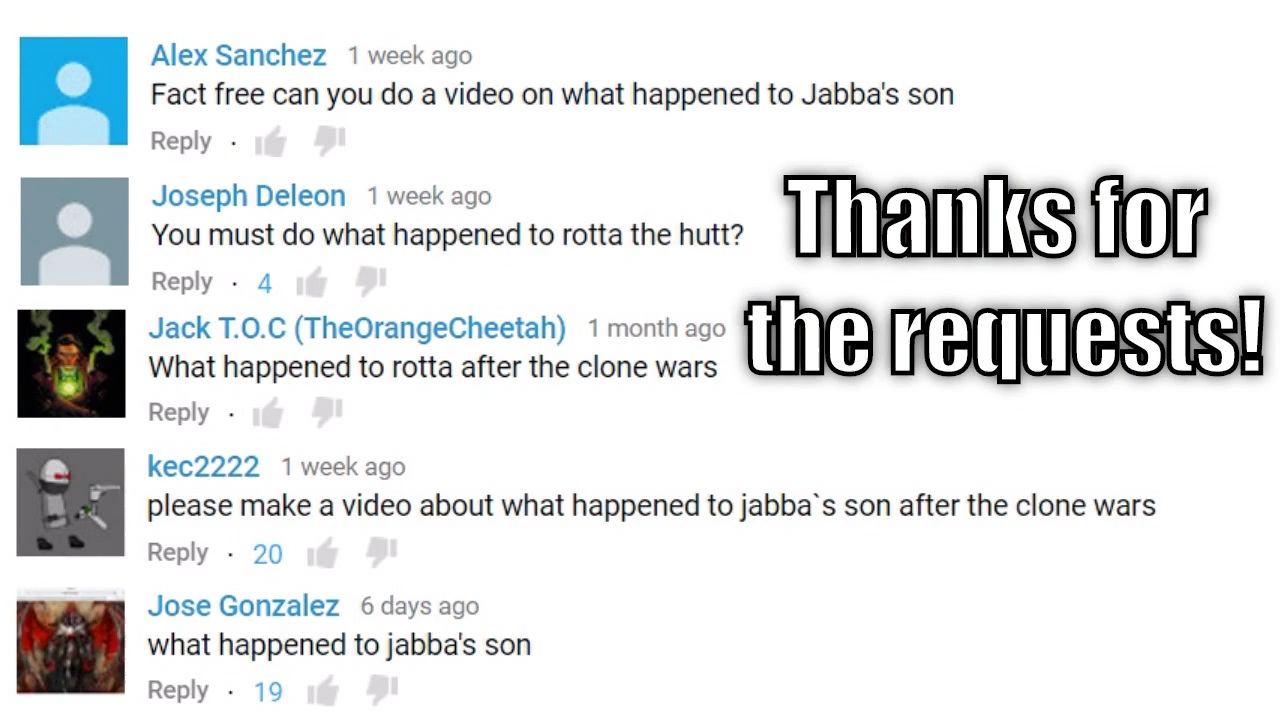 Alex Sanchez 1 week ago
Fact free can you do a video on what happened to Jabba's son
Reply ·
Joseph Deleon 1 week ago
You must do what happened to rotta the hutt?
Reply · 4
Jack T.O.C (TheOrangeCheetah) 1 month ago
What happened to rotta after the clone wars
Reply ·
kec2222 1 week ago
please make a video about what happened to jabba`s son after the clone wars
Reply · 20
Jose Gonzalez 6 days ago
what happened to jabba's son
Reply · 19
Thanks for
the requests!